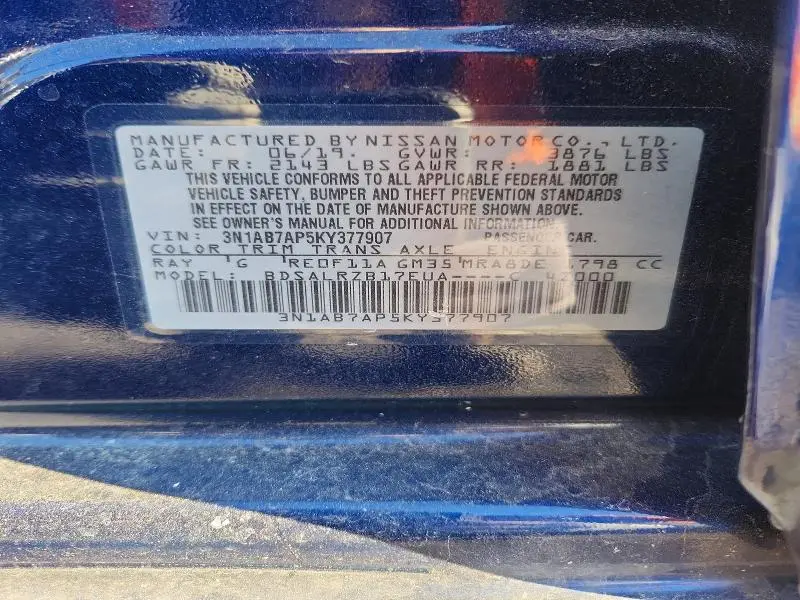 MANUFACTURED BY NISSAN MOTOR CO., LTD.
DATE: 06/19. GVWR: 3876 LBS
GAWR FR: 2143 LBS GAWR RR: 1881 LBS
THIS VEHICLE CONFORMS TO ALL APPLICABLE FEDERAL MOTOR
VEHICLE SAFETY, BUMPER AND THEFT PREVENTION STANDARDS
IN EFFECT ON THE DATE OF MANUFACTURE SHOWN ABOVE.
SEE OWNER'S MANUAL FOR ADDITIONAL INFORMATION
VIN: 3N1AB7AP5KY377907 PASSENGER CAR.
COLOR TRIM TRANS AXLE ENGINE
RAY G RE0F11A GM35 MRA8DE 1798 CC
MODEL: BDSALRZB17EUA----C
3N1AB7AP5KY377907